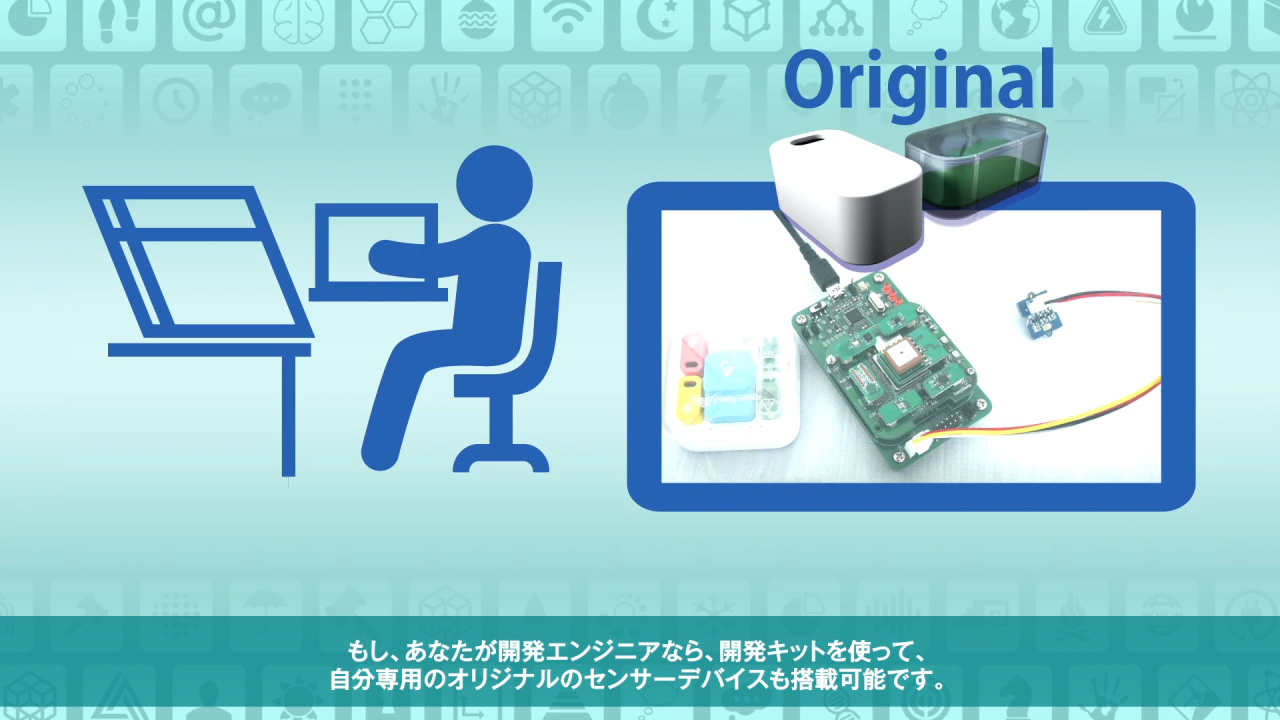 Original
もし、あなたが開発エンジニアなら、開発キットを使って、
自分専用のオリジナルのセンサーデバイスも搭載可能です。